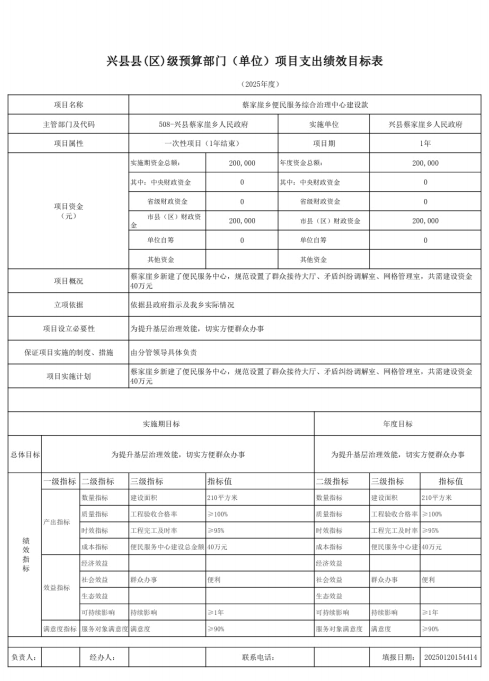 兴县县(区)级预算部门（单位）项目支出绩效目标表
（2025年度）
项目名称 蔡家崖乡便民服务综合治理中心建设款
主管部门及代码 508-兴县蔡家崖乡人民政府 实施单位 兴县蔡家崖乡人民政府
项目属性 一次性项目（1年结束） 项目期 1年
项目资金（元） 实施期资金总额： 200,000 年度资金总额： 200,000
其中：中央财政资金 0 其中：中央财政资金 0
省级财政资金 0 省级财政资金 0
市县（区）财政资金 200,000 市县（区）财政资金 200,000
单位自筹 0 单位自筹 0
其他资金 其他资金
项目概况 蔡家崖乡新建了便民服务中心，规范设置了群众接待大厅、矛盾纠纷调解室、网格管理室，共需建设资金
40万元
立项依据 依据县政府指示及我乡实际情况
项目设立必要性 为提升基层治理效能，切实方便群众办事
保证项目实施的制度、措施 由分管领导具体负责
项目实施计划 蔡家崖乡新建了便民服务中心，规范设置了群众接待大厅、矛盾纠纷调解室、网格管理室，共需建设资金
40万元
实施期目标 年度目标
总体目标 为提升基层治理效能，切实方便群众办事 为提升基层治理效能，切实方便群众办事
绩效指标 一级指标 二级指标 三级指标 指标值 二级指标 三级指标 指标值
产出指标 数量指标 建设面积 210平方米 数量指标 建设面积 210平方米
质量指标 工程验收合格率 ≥100% 质量指标 工程验收合格率 ≥100%
时效指标 工程完工及时率 ≥95% 时效指标 工程完工及时率 ≥95%
成本指标 便民服务中心建设总金额 40万元 成本指标 便民服务中心建 40万元
效益指标 经济效益 经济效益
社会效益 群众办事 便利 社会效益 群众办事 便利
生态效益 生态效益
可持续影响 持续影响 ≥1年 可持续影响 持续影响 ≥1年
满意度指标 服务对象满意度 满意度 ≥90% 服务对象满意度 满意度 ≥90%
负责人： 经办人： 联系电话： 填报日期： 20250120154414